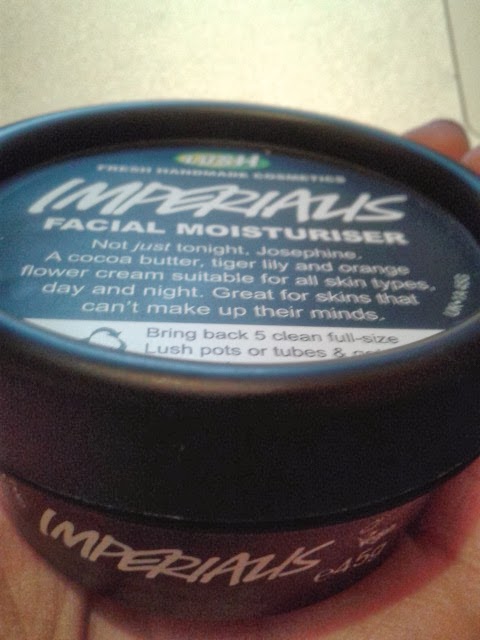 LUSH
FRESH HANDMADE COSMETICS
IMPERIALIS
FACIAL MOISTURISER
Not just tonight, Josephine.
A cocoa butter, tiger lily and orange
flower cream suitable for all skin types,
day and night. Great for skins that
can't make up their minds.
Bring back 5 clean full-size
Lush pots or tubes &
IMPERIALIS
e45g